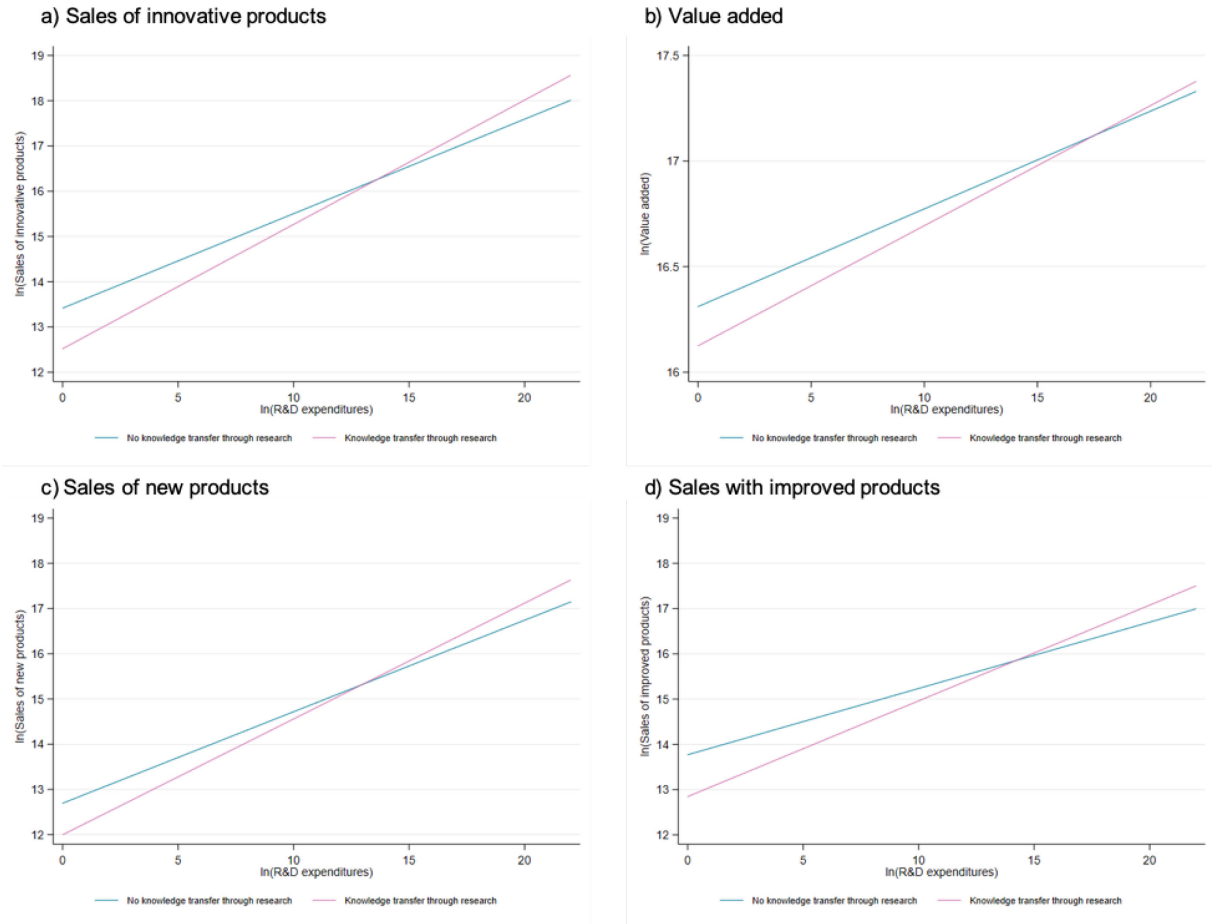 a) Sales of innovative products
19
18
17
16
15
14
13
12
ln(Sales of innovative products)
0 5 10 15 20
ln(R&D expenditures)
No knowledge transfer through research Knowledge transfer through research
b) Value added
17.5
17
16.5
16
ln(Value added)
0 5 10 15 20
ln(R&D expenditures)
No knowledge transfer through research Knowledge transfer through research
c) Sales of new products
19
18
17
16
15
14
13
12
ln(Sales of new products)
0 5 10 15 20
ln(R&D expenditures)
No knowledge transfer through research Knowledge transfer through research
d) Sales with improved products
19
18
17
16
15
14
13
12
ln(Sales of improved products)
0 5 10 15 20
ln(R&D expenditures)
No knowledge transfer through research Knowledge transfer through research